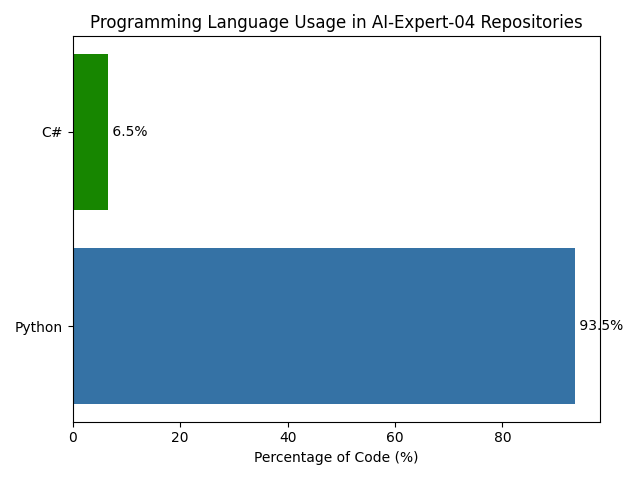 Programming Language Usage in AI-Expert-04 Repositories
C#
6.5%
Python
93.5%
0 20 40 60 80
Percentage of Code (%)